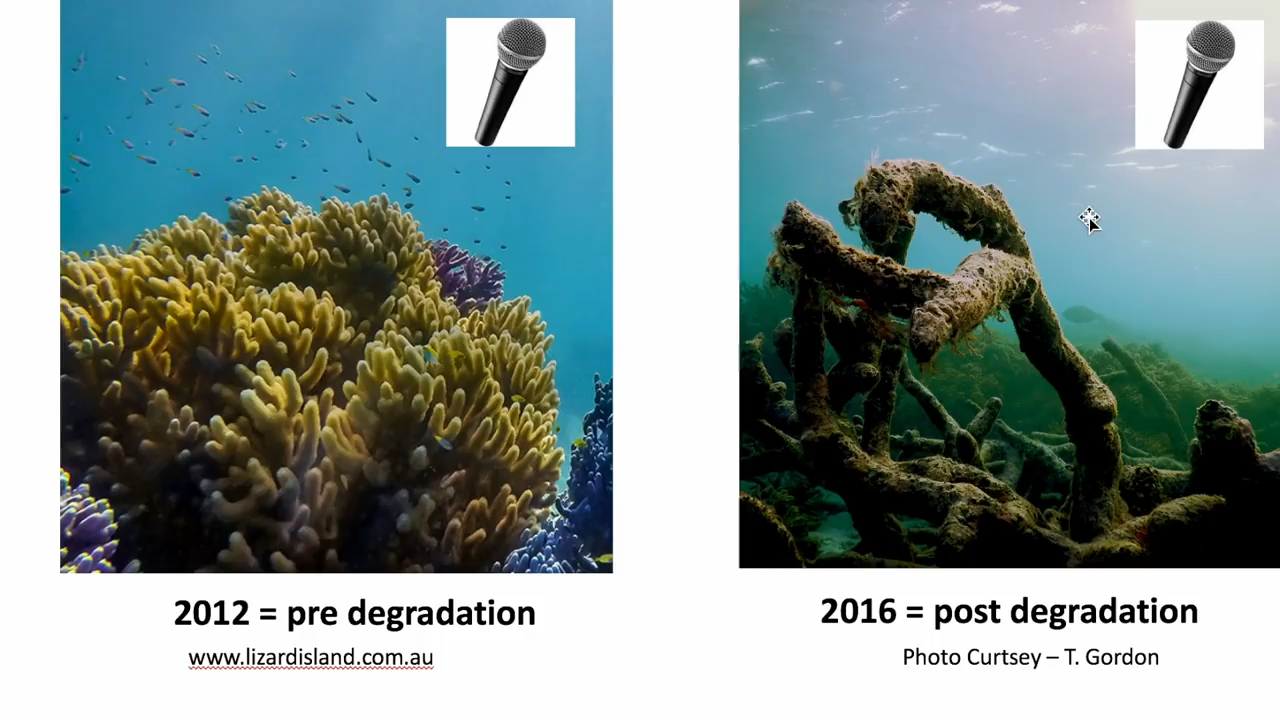 2012 = pre degradation
www.lizardisland.com.au
2016 = post degradation
Photo Curtsey – T. Gordon